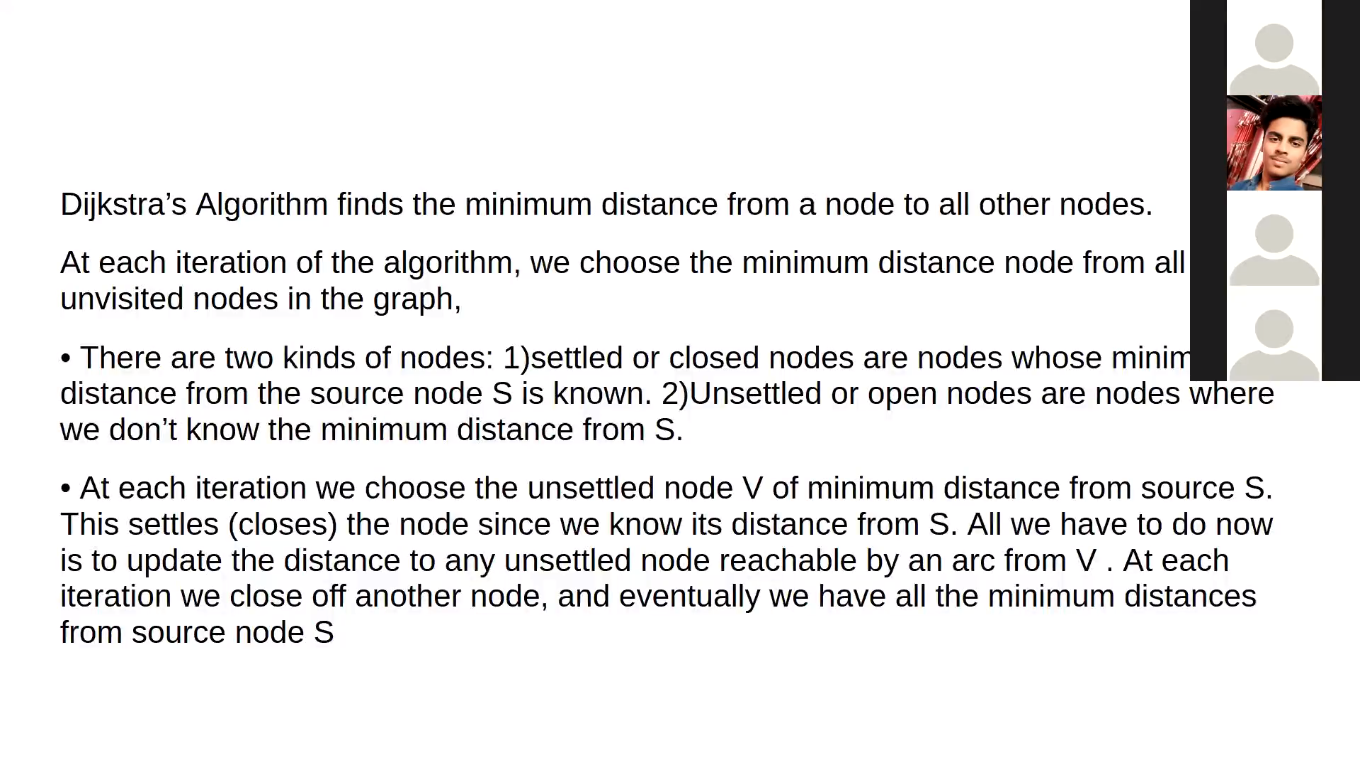 Dijkstra’s Algorithm finds the minimum distance from a node to all other nodes.
At each iteration of the algorithm, we choose the minimum distance node from all
unvisited nodes in the graph,
• There are two kinds of nodes: 1)settled or closed nodes are nodes whose
distance from the source node S is known. 2)Unsettled or open nodes are nodes where
we don’t know the minimum distance from S.
• At each iteration we choose the unsettled node V of minimum distance from source S.
This settles (closes) the node since we know its distance from S. All we have to do now
is to update the distance to any unsettled node reachable by an arc from V . At each
iteration we close off another node, and eventually we have all the minimum distances
from source node S